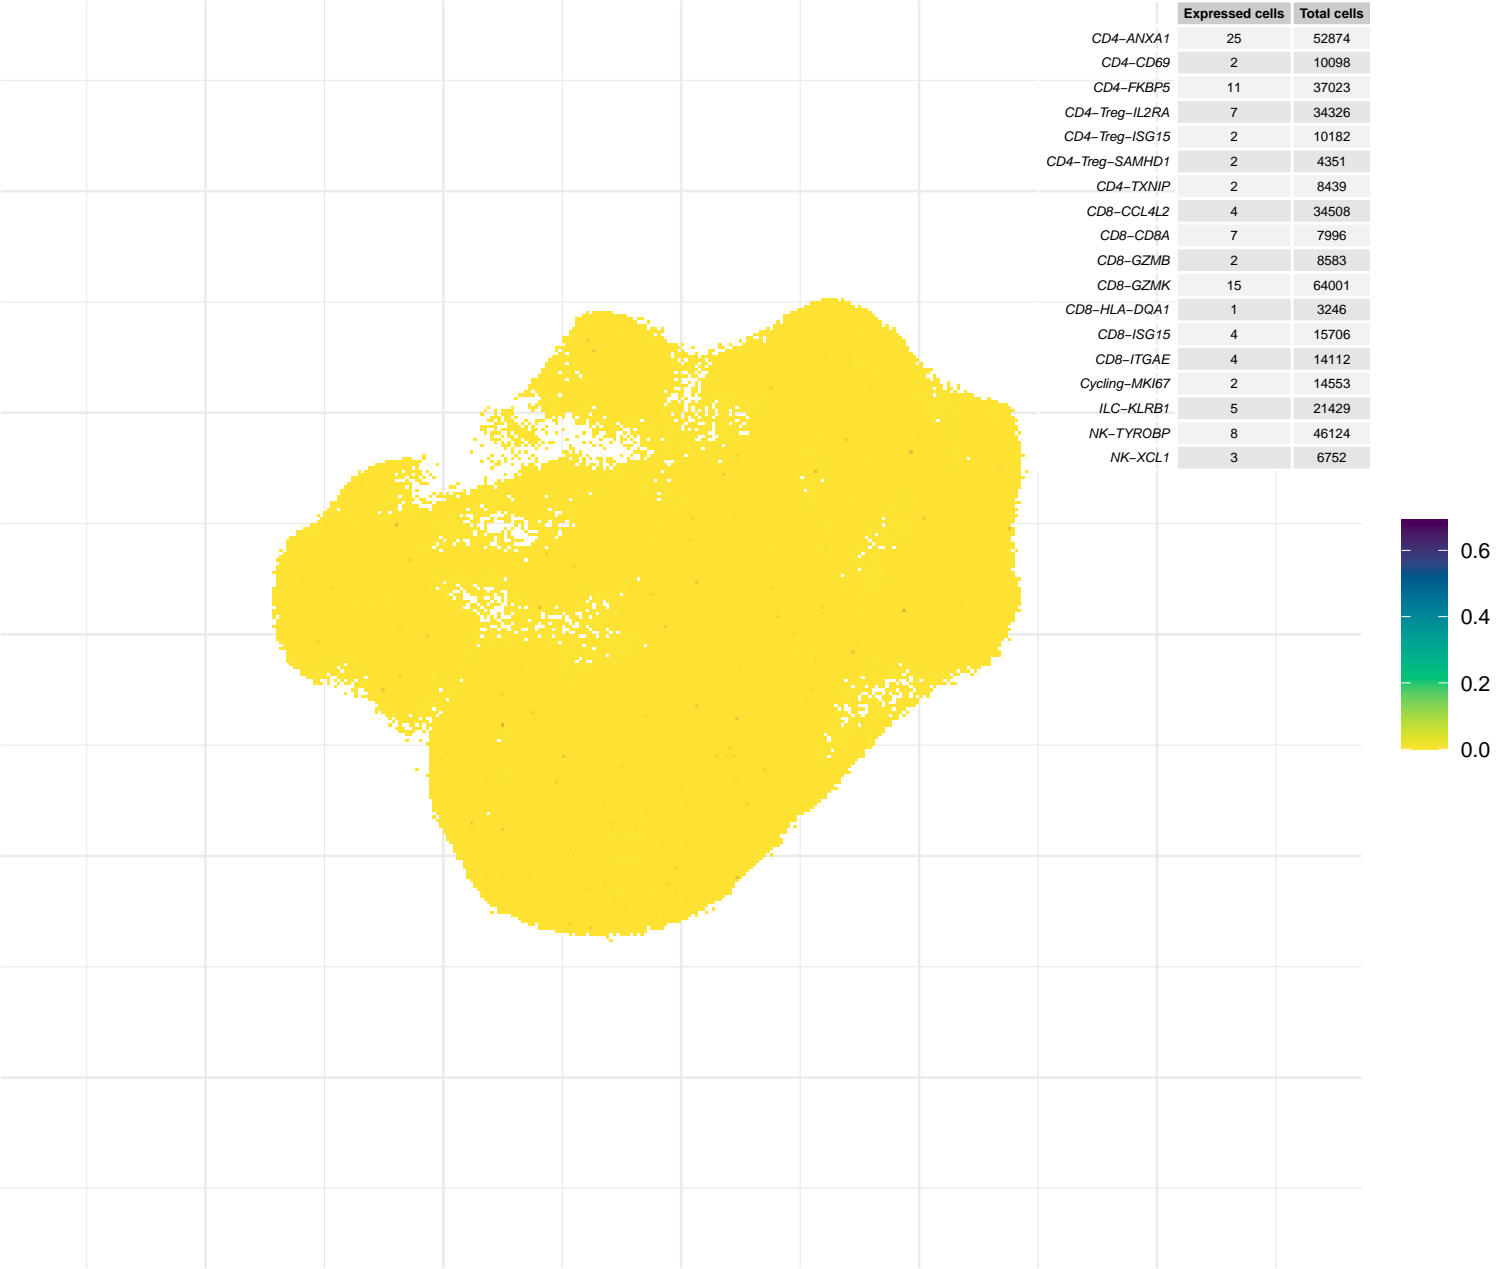 Expressed cells Total cells
CD4−ANXA1 25 52874
CD4−CD69 2 10098
CD4−FKBP5 11 37023
CD4−Treg−IL2RA 7 34326
CD4−Treg−ISG15 2 10182
CD4−Treg−SAMHD1 2 4351
CD4−TXNIP 2 8439
CD8−CCL4L2 4 34508
CD8−CD8A 7 7996
CD8−GZMB 2 8583
CD8−GZMK 15 64001
CD8−HLA−DQA1 1 3246
CD8−ISG15 4 15706
CD8−ITGAE 4 14112
Cycling−MKI67 2 14553
ILC−KLRB1 5 21429
NK−TYROBP 8 46124
NK−XCL1 3 6752
0.6
0.4
0.2
0.0